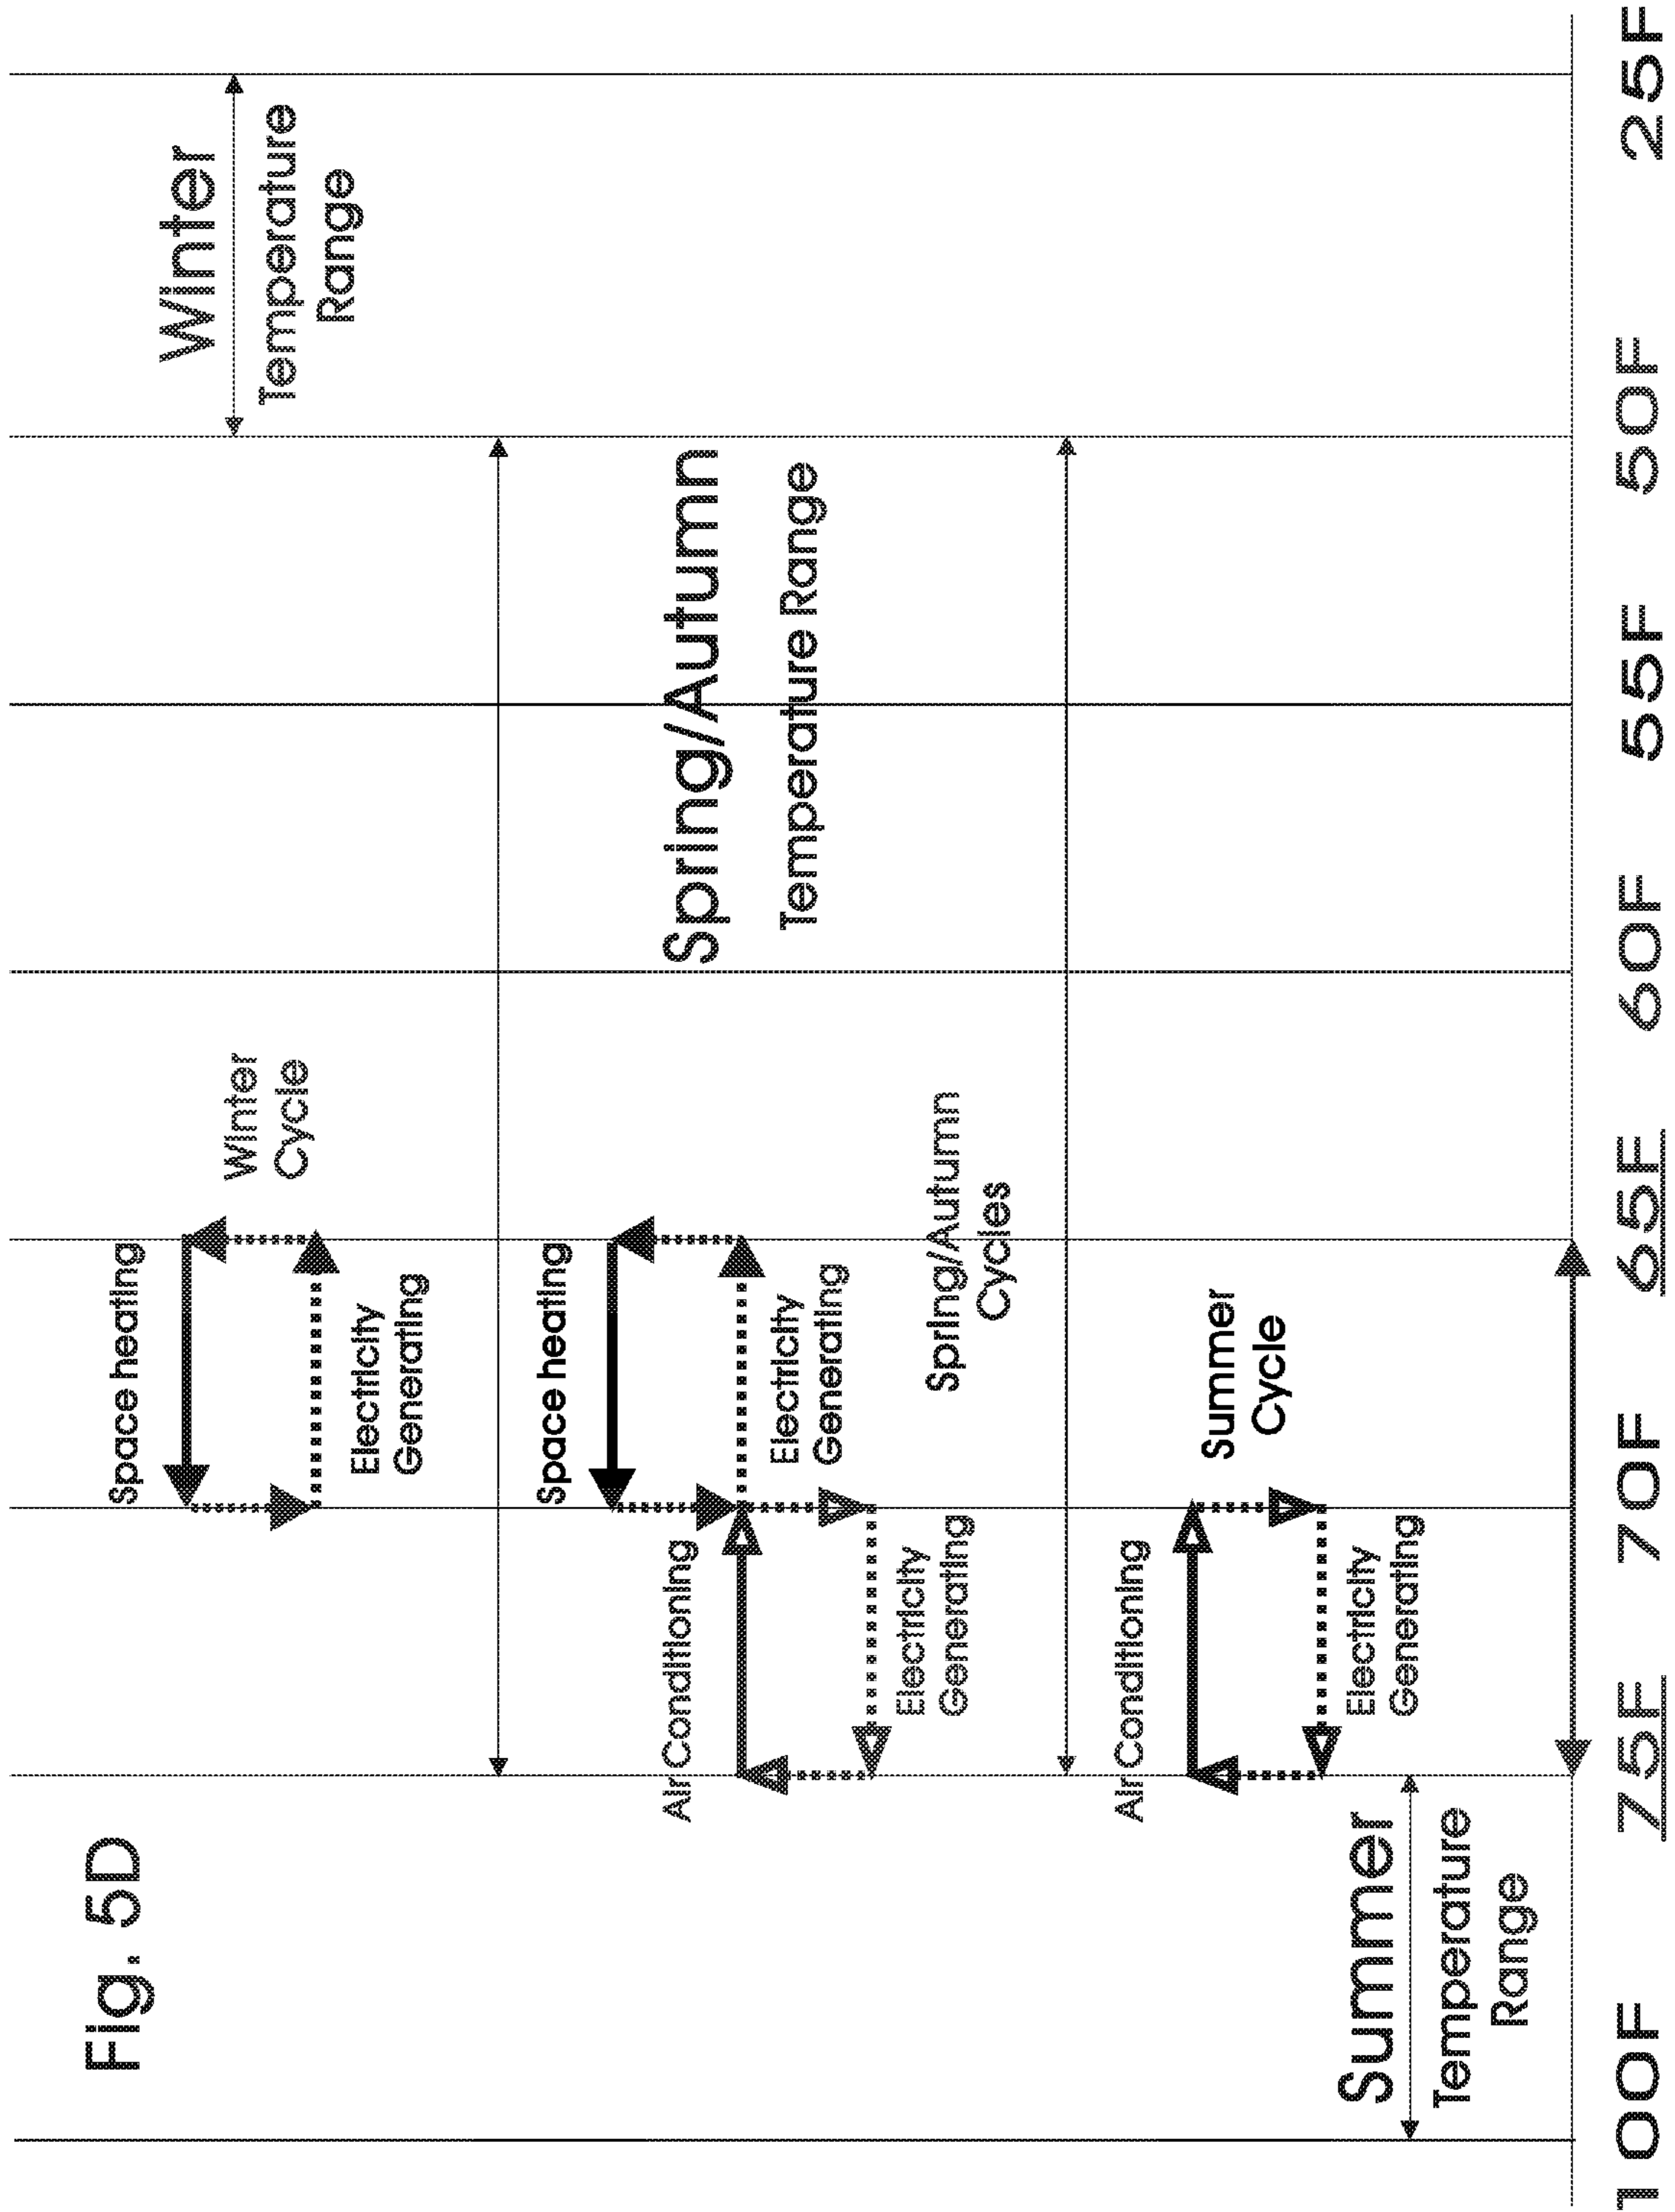 Fig. 5D
Space heating
Winter
Cycle
Electricity
Generating
Winter
Temperature
Range
Space heating
Air Conditioning
Electricity
Generating
Electricity
Generating
Spring/Autumn
Cycles
Spring/Autumn
Temperature Range
Air Conditioning
Summer
Cycle
Electricity
Generating
Summer
Temperature
Range
100F 75F 70F 65F 60F 55F 50F 25F